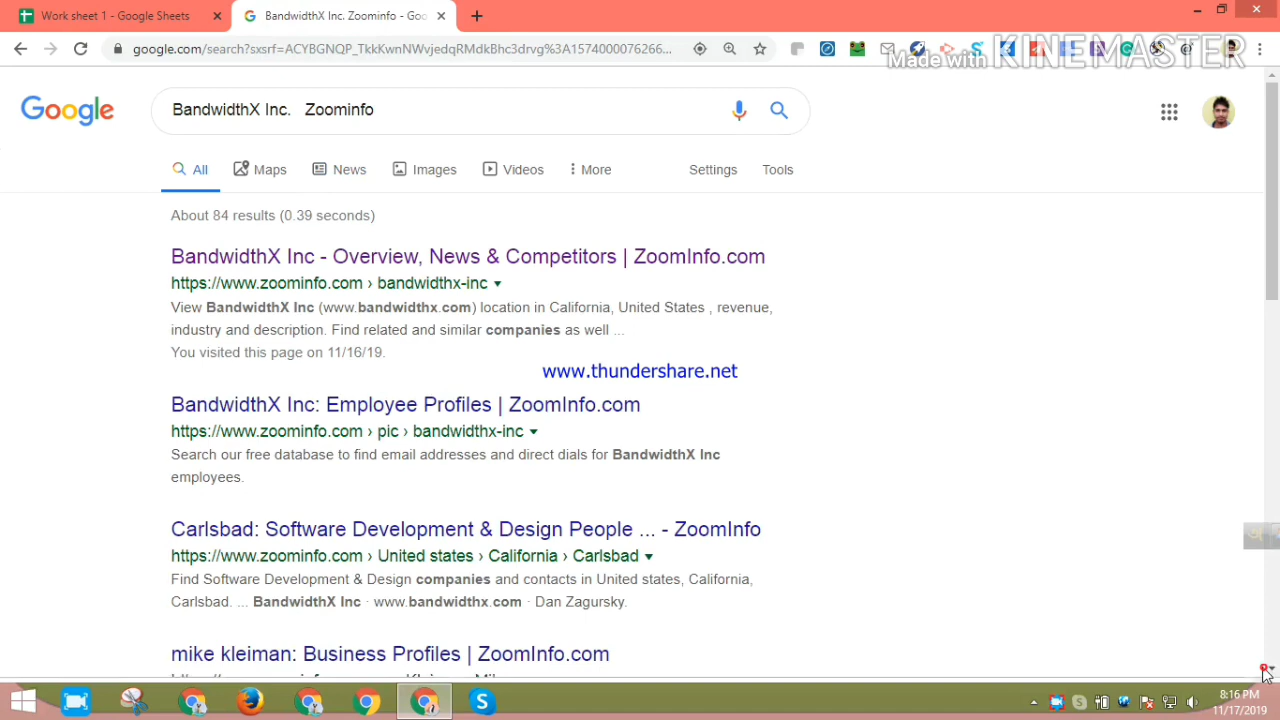 Work sheet 1 - Google Sheets
BandwidthX Inc. Zoominfo - Goo
google.com/search?sxsrf=ACYBGNQP_TkkKwnNWvjedqRMdkBhc3drvg%3A1574000076266...
Made with KINEMASTER
Google
BandwidthX Inc. Zoominfo
All Maps News Images Videos More Settings Tools
About 84 results (0.39 seconds)
BandwidthX Inc - Overview, News & Competitors | ZoomInfo.com
https://www.zoominfo.com › bandwidthx-inc
View BandwidthX Inc (www.bandwidthx.com) location in California, United States , revenue,
industry and description. Find related and similar companies as well ...
You visited this page on 11/16/19.
www.thundershare.net
BandwidthX Inc: Employee Profiles | ZoomInfo.com
https://www.zoominfo.com › pic › bandwidthx-inc
Search our free database to find email addresses and direct dials for BandwidthX Inc
employees.
Carlsbad: Software Development & Design People ... - ZoomInfo
https://www.zoominfo.com › United states › California › Carlsbad
Find Software Development & Design companies and contacts in United states, California,
Carlsbad. ... BandwidthX Inc · www.bandwidthx.com · Dan Zagursky.
mike kleiman: Business Profiles | ZoomInfo.com
8:16 PM
11/17/2019